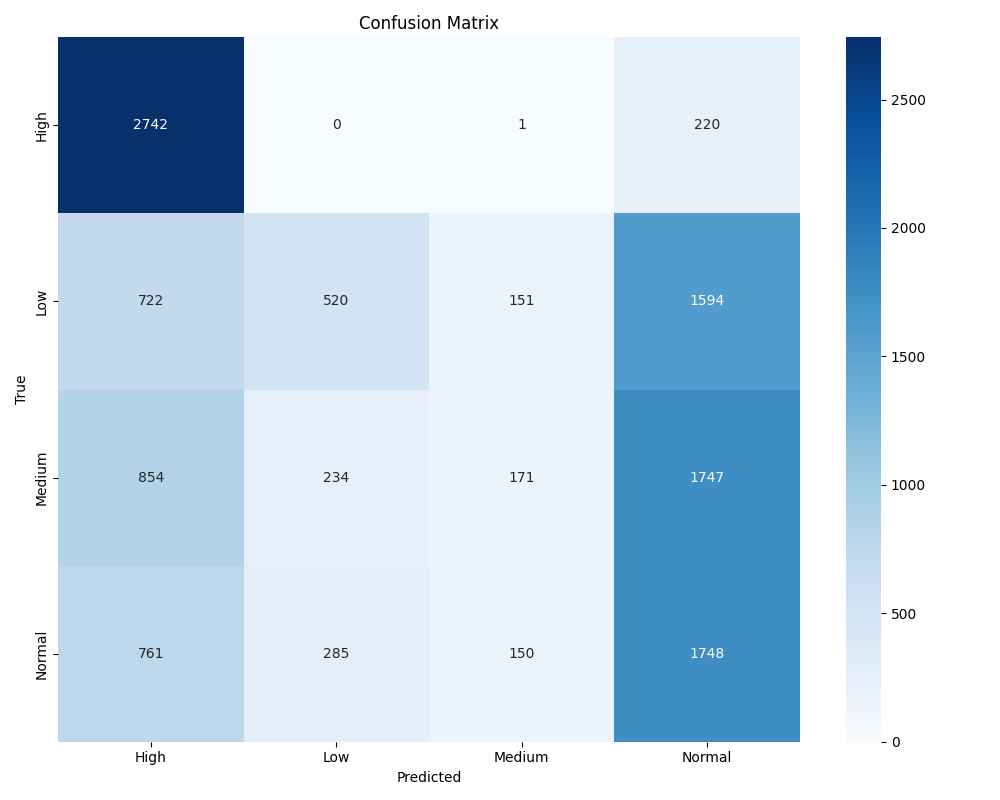 Confusion Matrix
High 2742 0 1 220
Low 722 520 151 1594
Medium 854 234 171 1747
Normal 761 285 150 1748
True
High Low Medium Normal
Predicted
2500
2000
1500
1000
500
0